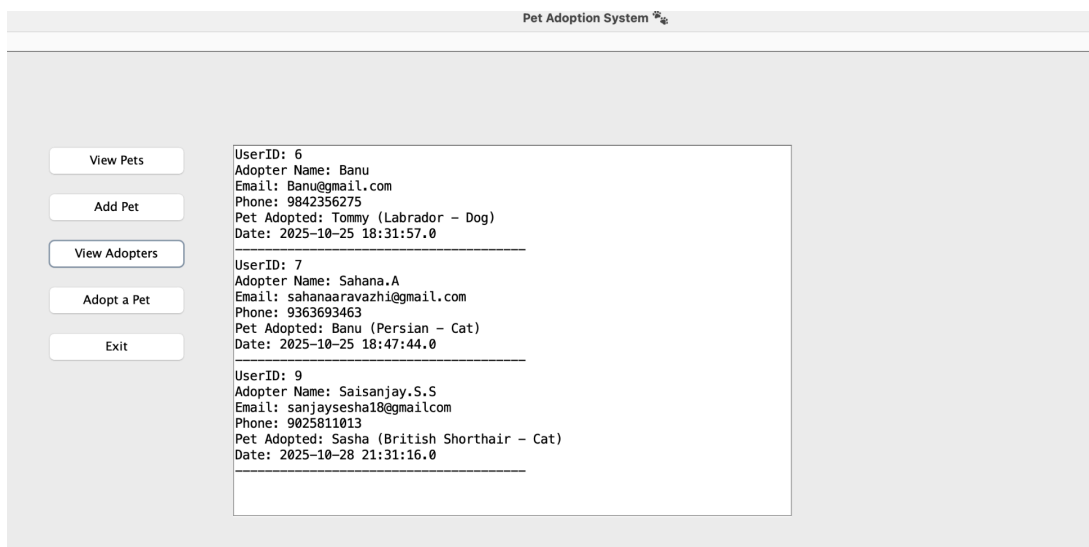 Pet Adoption System 🐾
View Pets
Add Pet
View Adopters
Adopt a Pet
Exit
UserID: 6
Adopter Name: Banu
Email: Banu@gmail.com
Phone: 9842356275
Pet Adopted: Tommy (Labrador – Dog)
Date: 2025–10–25 18:31:57.0
———————————————————————————————————————
UserID: 7
Adopter Name: Sahana.A
Email: sahanaaravazhi@gmail.com
Phone: 9363693463
Pet Adopted: Banu (Persian – Cat)
Date: 2025–10–25 18:47:44.0
———————————————————————————————————————
UserID: 9
Adopter Name: Saisanjay.S.S
Email: sanjaysesha18@gmailcom
Phone: 9025811013
Pet Adopted: Sasha (British Shorthair – Cat)
Date: 2025–10–28 21:31:16.0
———————————————————————————————————————